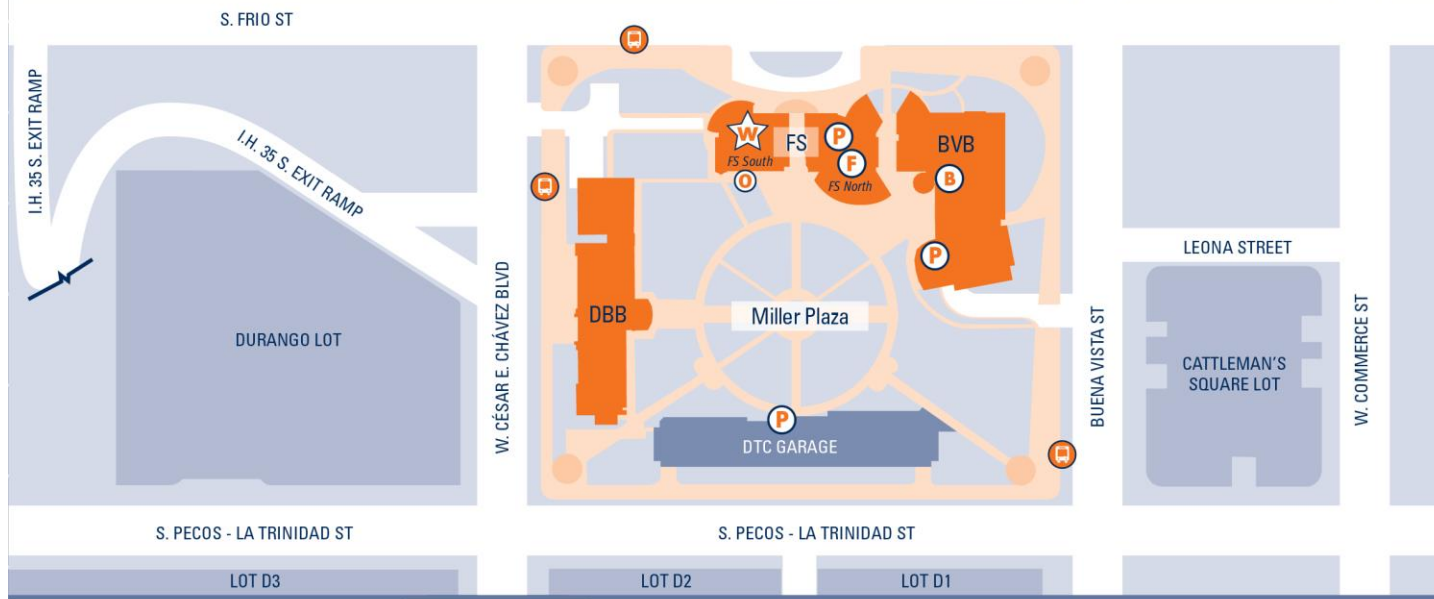 S. FRIO ST
I.H. 35 S. EXIT RAMP
I.H. 35 S. EXIT RAMP
W
FS
P
BVB
FS South
F
FS North
O
B
P
LEONA STREET
W. CÉSAR E. CHÁVEZ BLVD
DBB
Miller Plaza
DURANGO LOT
BUENA VISTA ST
CATTLEMAN'S
SQUARE LOT
W. COMMERCE ST
P
DTC GARAGE
S. PECOS - LA TRINIDAD ST
S. PECOS - LA TRINIDAD ST
LOT D3
LOT D2
LOT D1